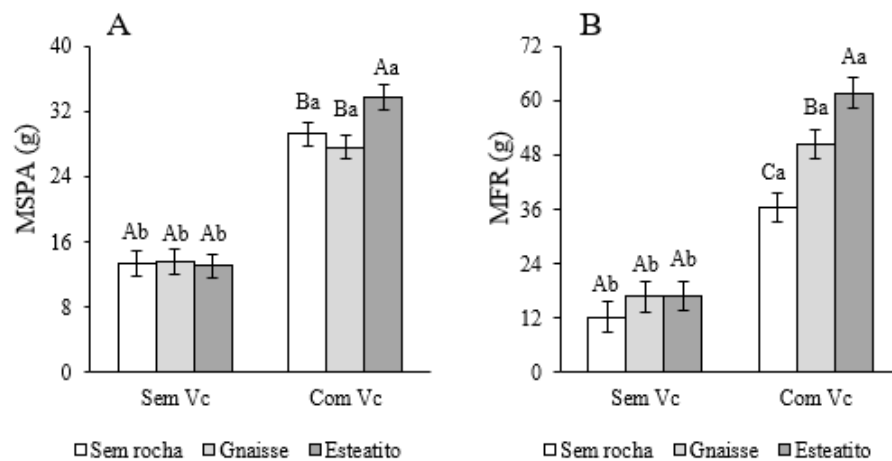 A
40
32
24
16
8
0
MSPA (g)
Ab Ab Ab
Ba Ba Aa
Sem Vc Com Vc
Sem rocha Gnaisse Esteatito
B
72
60
48
36
24
12
0
MFR (g)
Ab Ab Ab
Ca Ba Aa
Sem Vc Com Vc
Sem rocha Gnaisse Esteatito